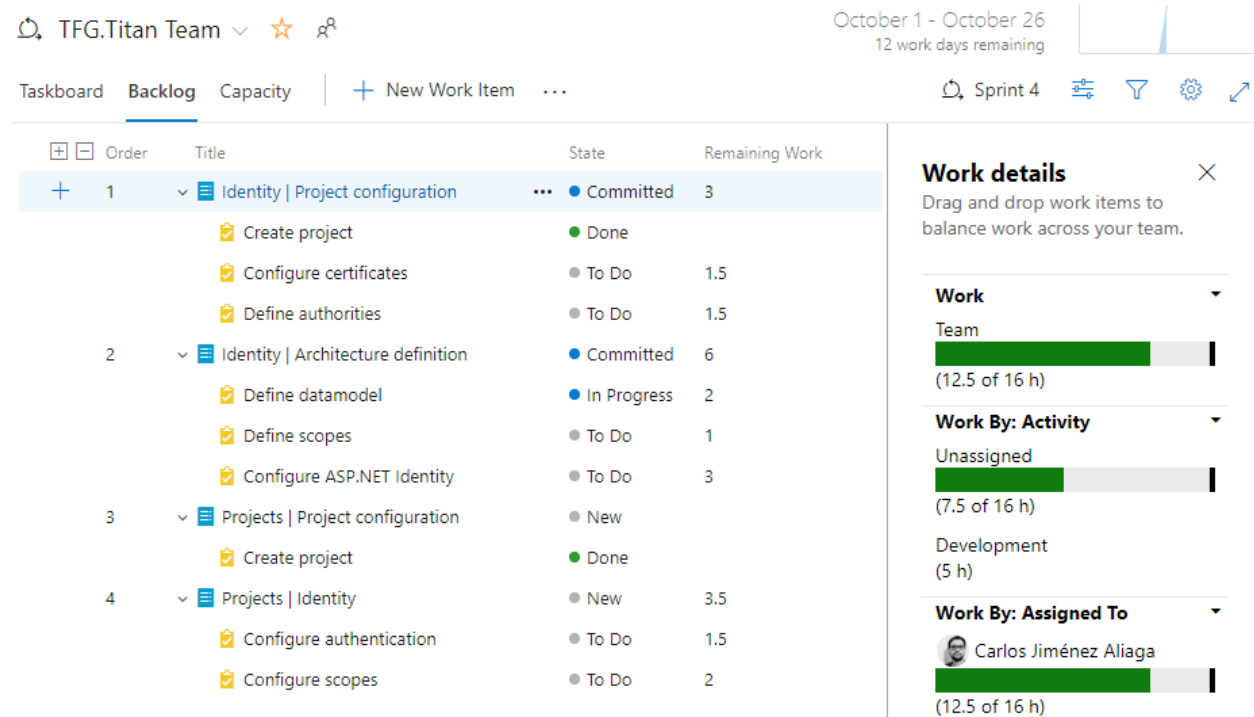 TFG.Titan Team
October 1 - October 26
12 work days remaining
Taskboard Backlog Capacity New Work Item ... Sprint 4
Order Title State Remaining Work
1 Identity | Project configuration ... Committed 3
Create project Done
Configure certificates To Do 1.5
Define authorities To Do 1.5
2 Identity | Architecture definition Committed 6
Define datamodel In Progress 2
Define scopes To Do 1
Configure ASP.NET Identity To Do 3
3 Projects | Project configuration New
Create project Done
4 Projects | Identity New 3.5
Configure authentication To Do 1.5
Configure scopes To Do 2
Work details
Drag and drop work items to
balance work across your team.
Work
Team
(12.5 of 16 h)
Work By: Activity
Unassigned
(7.5 of 16 h)
Development
(5 h)
Work By: Assigned To
Carlos Jiménez Aliaga
(12.5 of 16 h)